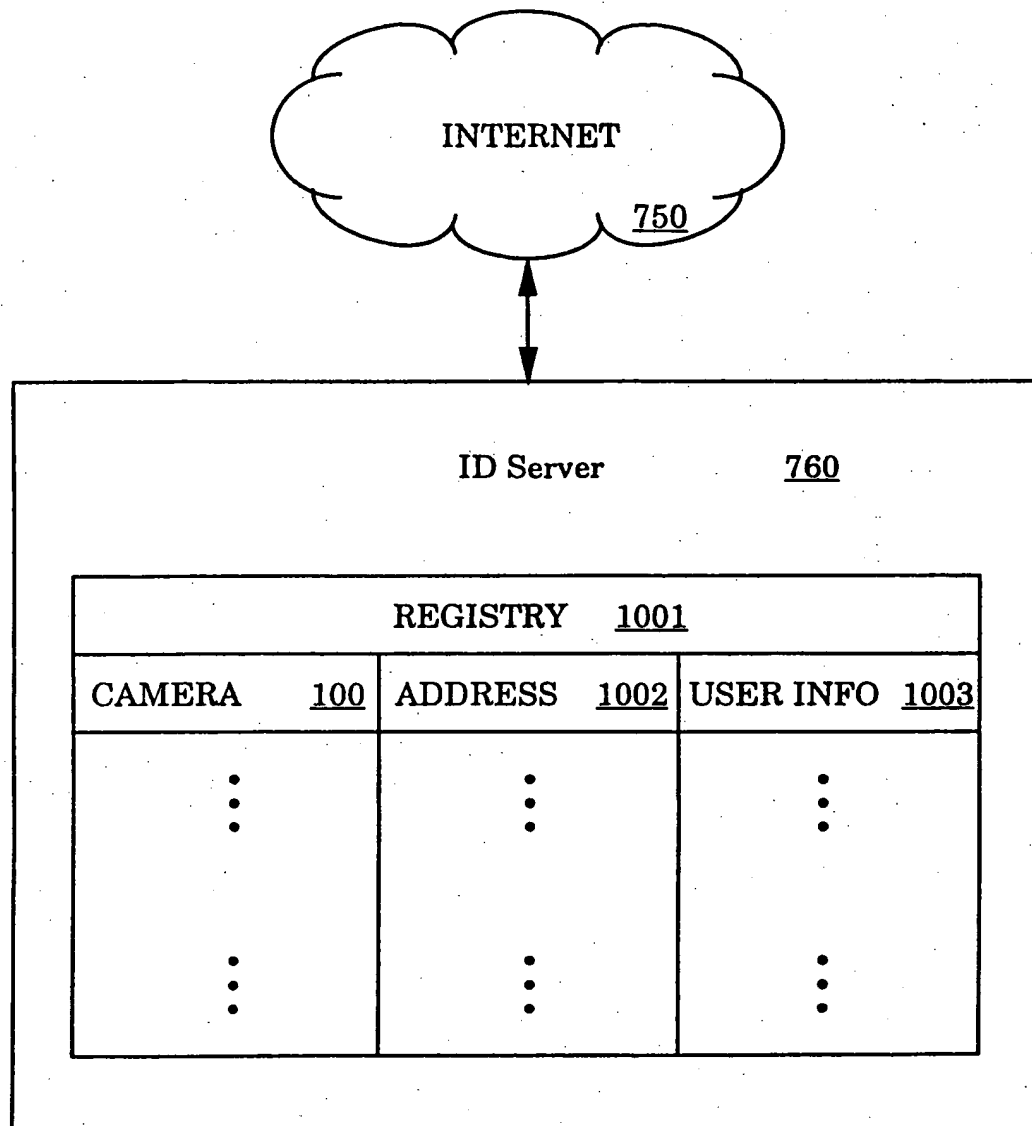 INTERNET
750
ID Server 760
REGISTRY 1001
CAMERA 100 ADDRESS 1002 USER INFO 1003